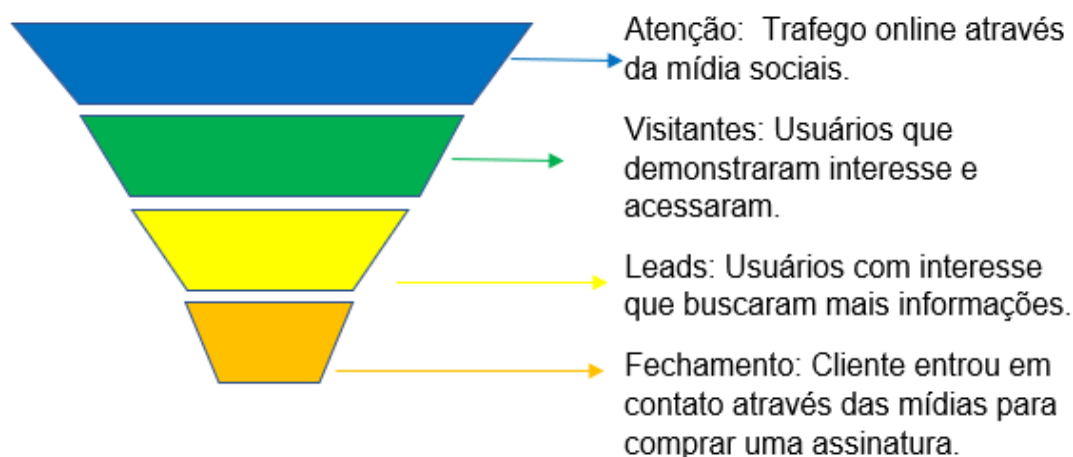 Atenção:  Trafego online através
da mídia sociais.
Visitantes: Usuários que
demonstraram interesse e
acessaram.
Leads: Usuários com interesse
que buscaram mais informações.
Fechamento: Cliente entrou em
contato através das mídias para
comprar uma assinatura.